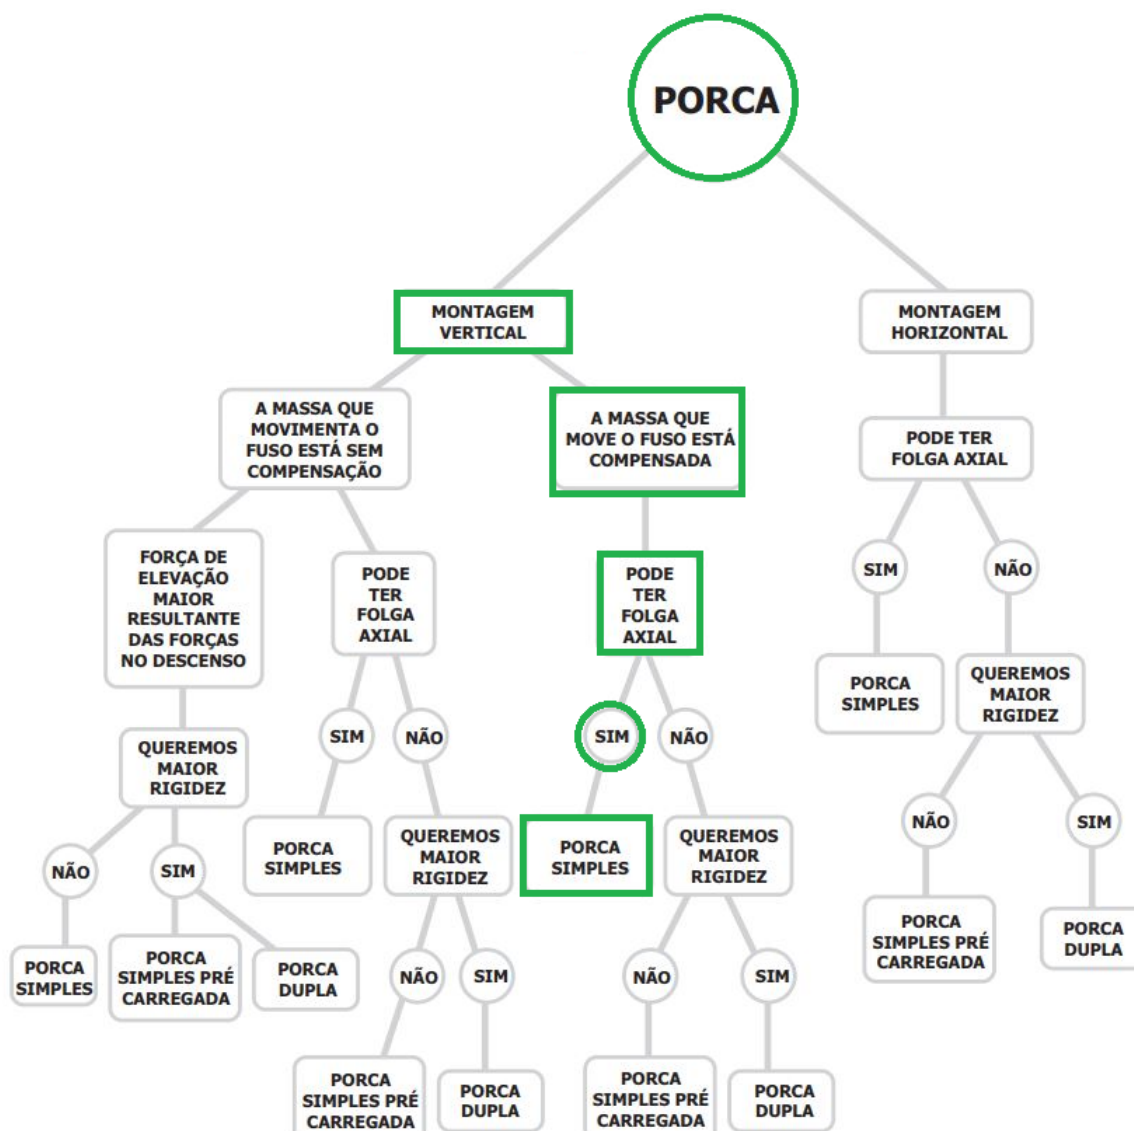 PORCA
MONTAGEM
VERTICAL
MONTAGEM
HORIZONTAL
A MASSA QUE
MOVIMENTA O
FUSO ESTÁ SEM
COMPENSAÇÃO
A MASSA QUE
MOVE O FUSO ESTÁ
COMPENSADA
PODE TER
FOLGA AXIAL
FORÇA DE
ELEVAÇÃO
MAIOR
RESULTANTE
DAS FORÇAS
NO DESCENSO
PODE
TER
FOLGA
AXIAL
PODE
TER
FOLGA
AXIAL
SIM
NÃO
PORCA
SIMPLES
QUEREMOS
MAIOR
RIGIDEZ
QUEREMOS
MAIOR
RIGIDEZ
SIM
NÃO
SIM
NÃO
NÃO
SIM
PORCA
SIMPLES
QUEREMOS
MAIOR
RIGIDEZ
PORCA
SIMPLES
QUEREMOS
MAIOR
RIGIDEZ
NÃO
SIM
PORCA
SIMPLES PRÉ
CARREGADA
PORCA
DUPLA
PORCA
SIMPLES
PORCA
SIMPLES PRÉ
CARREGADA
PORCA
DUPLA
NÃO
SIM
NÃO
SIM
PORCA
SIMPLES PRÉ
CARREGADA
PORCA
DUPLA
PORCA
SIMPLES PRÉ
CARREGADA
PORCA
DUPLA